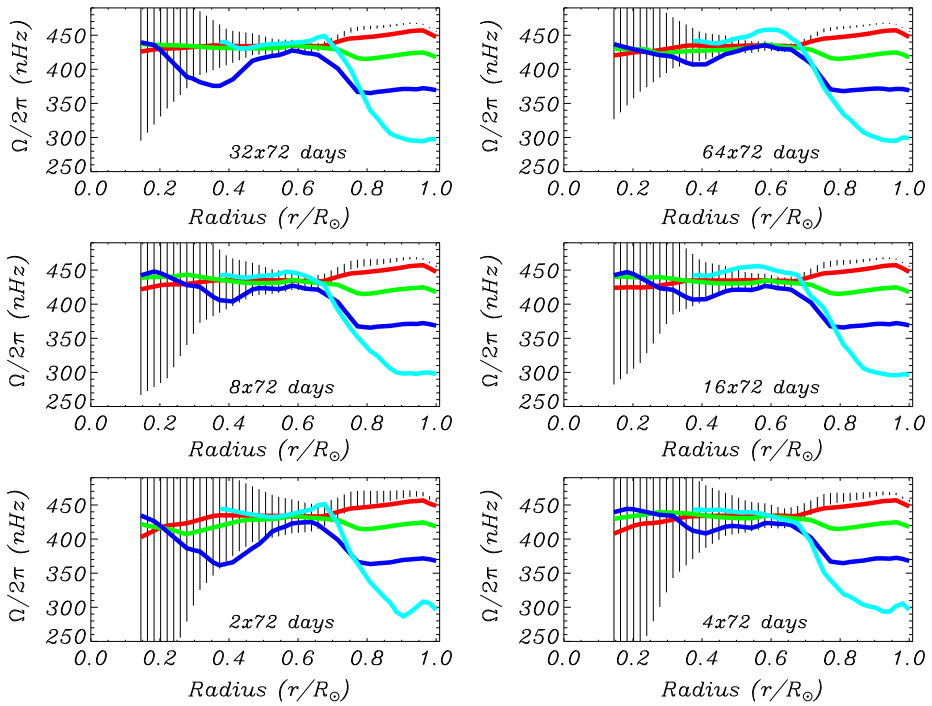 Ω/2π (nHz)
450
400
350
300
250
32x72 days
0.0 0.2 0.4 0.6 0.8 1.0
Radius (r/R☉)
Ω/2π (nHz)
450
400
350
300
250
64x72 days
0.0 0.2 0.4 0.6 0.8 1.0
Radius (r/R☉)
Ω/2π (nHz)
450
400
350
300
250
8x72 days
0.0 0.2 0.4 0.6 0.8 1.0
Radius (r/R☉)
Ω/2π (nHz)
450
400
350
300
250
16x72 days
0.0 0.2 0.4 0.6 0.8 1.0
Radius (r/R☉)
Ω/2π (nHz)
450
400
350
300
250
2x72 days
0.0 0.2 0.4 0.6 0.8 1.0
Radius (r/R☉)
Ω/2π (nHz)
450
400
350
300
250
4x72 days
0.0 0.2 0.4 0.6 0.8 1.0
Radius (r/R☉)